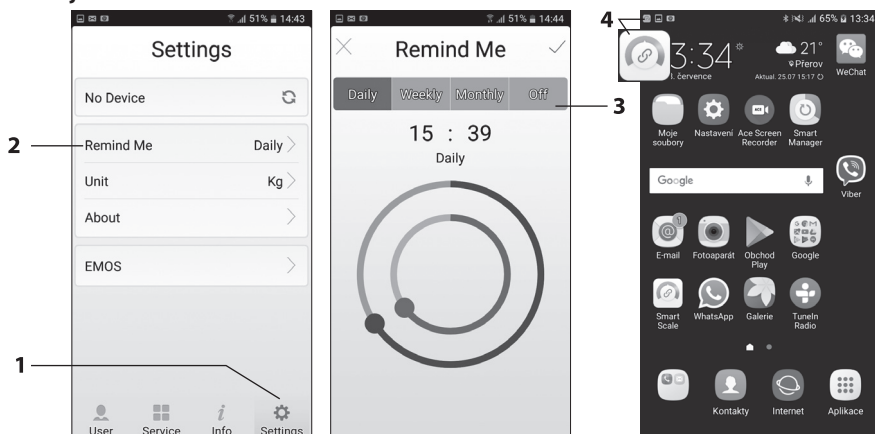 51% 14:43
Settings
No Device
Remind Me Daily
Unit Kg
About
EMOS
User Service Info Settings
2
1
51% 14:44
Remind Me
Daily Weekly Monthly Off
15 : 39
Daily
3
4
65% 13:34
3:34
. července
21°
Přerov
Aktual. 25.07 15:17
WeChat
Moje soubory
Nastavení
Ace Screen Recorder
Smart Manager
Google
Viber
E-mail
Fotoaparát
Obchod Play
Google
Smart Scale
WhatsApp
Galerie
TuneIn Radio
Kontakty
Internet
Aplikace